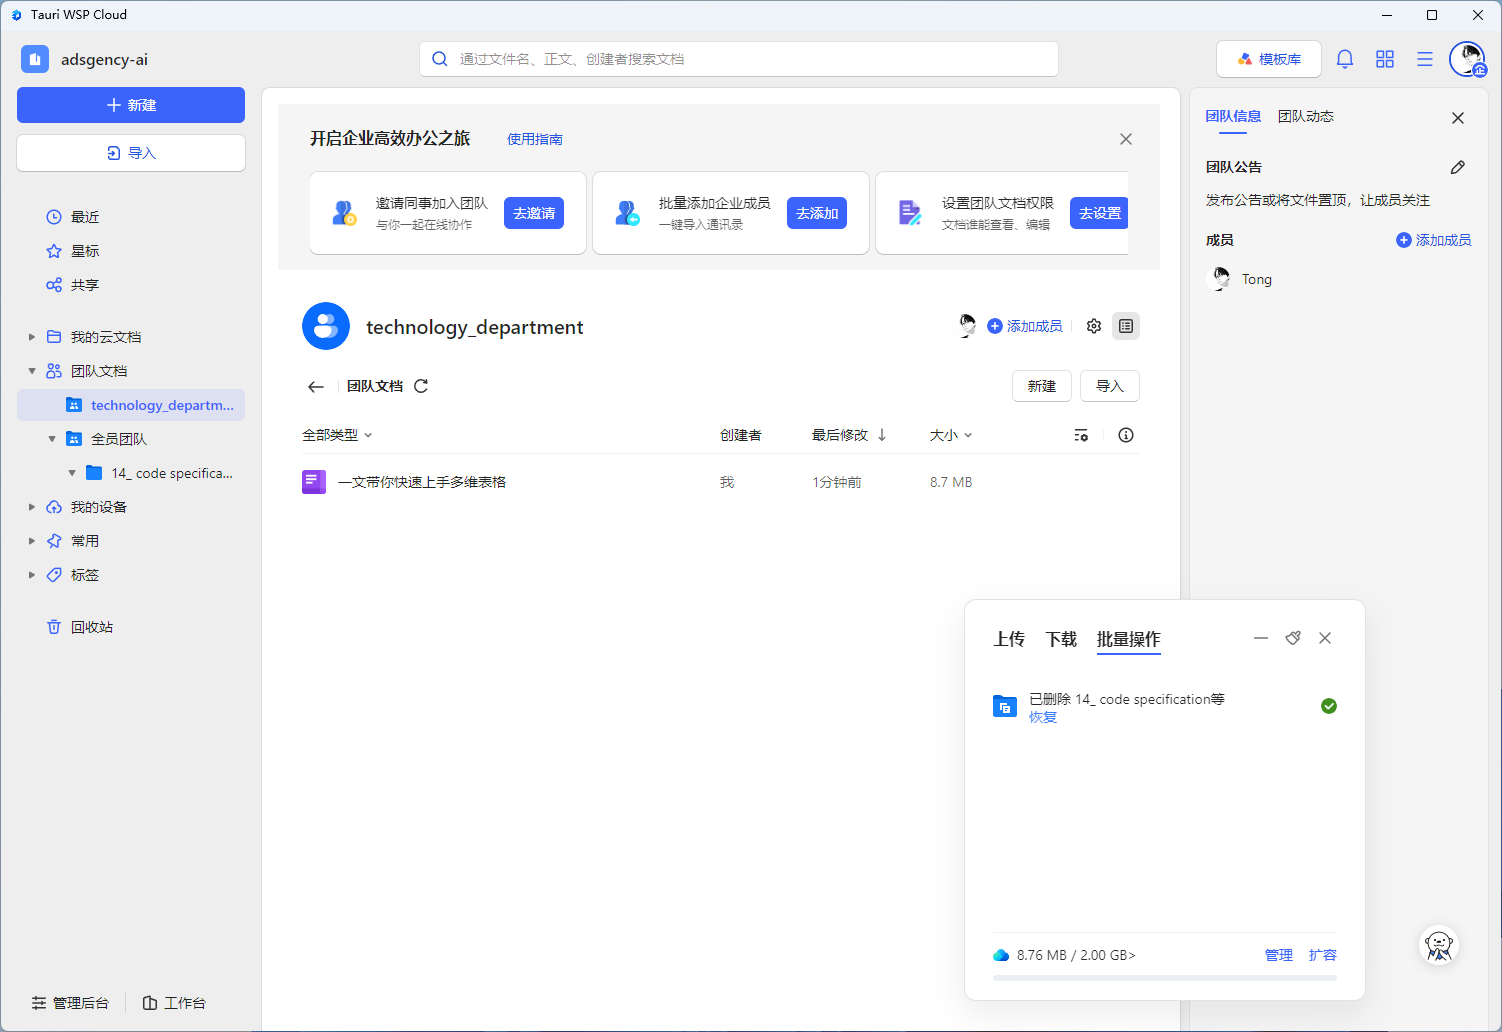 Tauri WSP Cloud
adsgency-ai
通过文件名、正文、创建者搜索文档
模板库
企
新建
导入
最近
星标
共享
我的云文档
团队文档
technology_departm...
全员团队
14_ code specifica...
我的设备
常用
标签
回收站
管理后台
工作台
开启企业高效办公之旅
使用指南
邀请同事加入团队
与你一起在线协作
去邀请
批量添加企业成员
一键导入通讯录
去添加
设置团队文档权限
文档谁能查看、编辑
去设置
technology_department
添加成员
团队文档
新建
导入
全部类型
创建者
最后修改
大小
一文带你快速上手多维表格
我
1分钟前
8.7 MB
团队信息
团队动态
团队公告
发布公告或将文件置顶，让成员关注
成员
添加成员
Tong
上传
下载
批量操作
已删除 14_ code specification等
恢复
8.76 MB / 2.00 GB>
管理
扩容